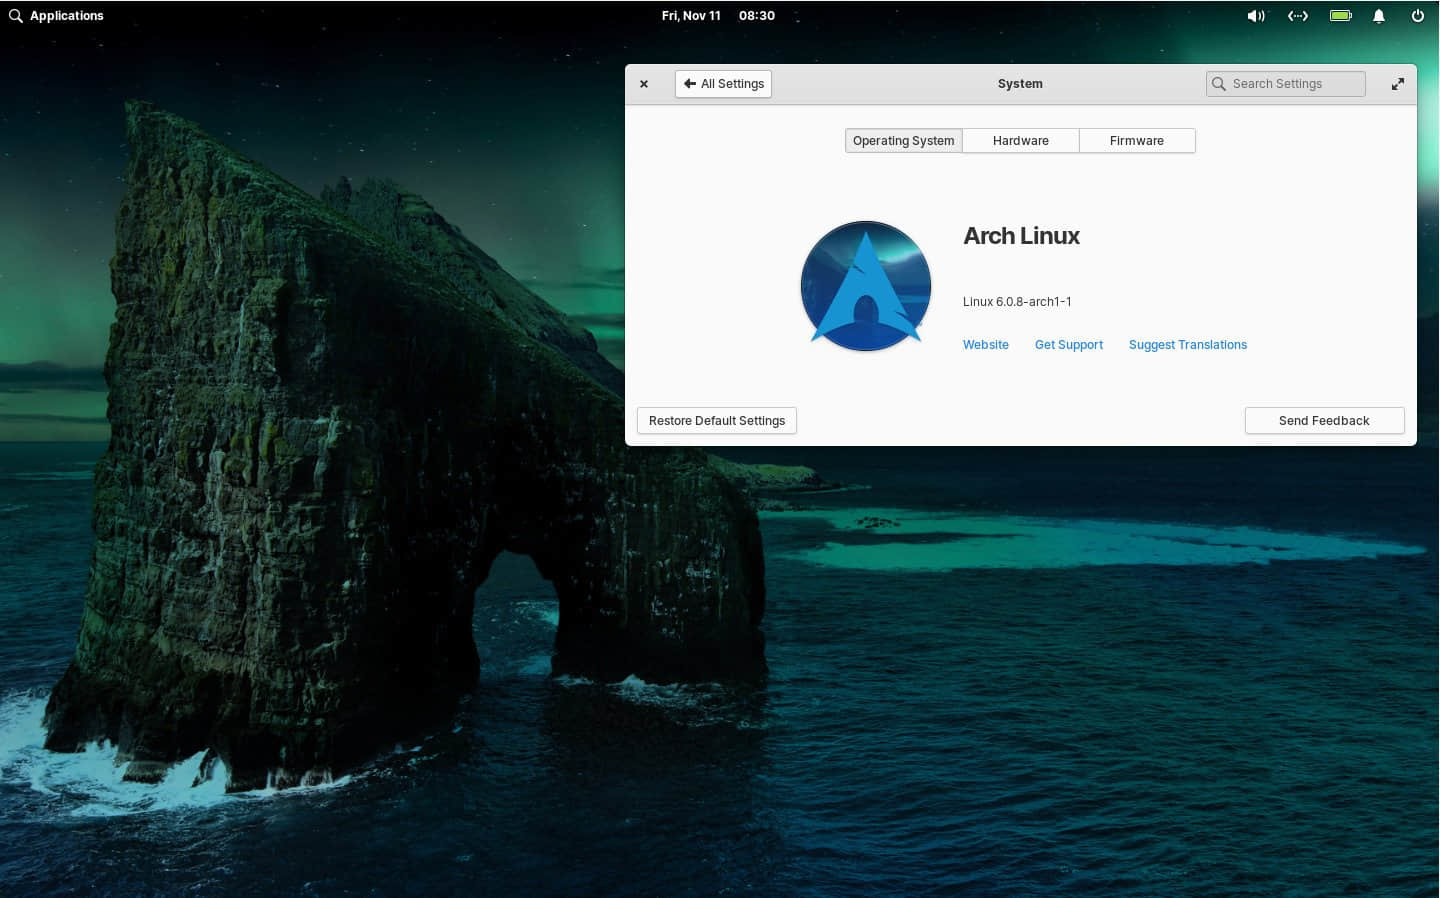 Applications
Fri, Nov 11 08:30
All Settings
System
Search Settings
Operating System
Hardware
Firmware
Arch Linux
Linux 6.0.8-arch1-1
Website
Get Support
Suggest Translations
Restore Default Settings
Send Feedback